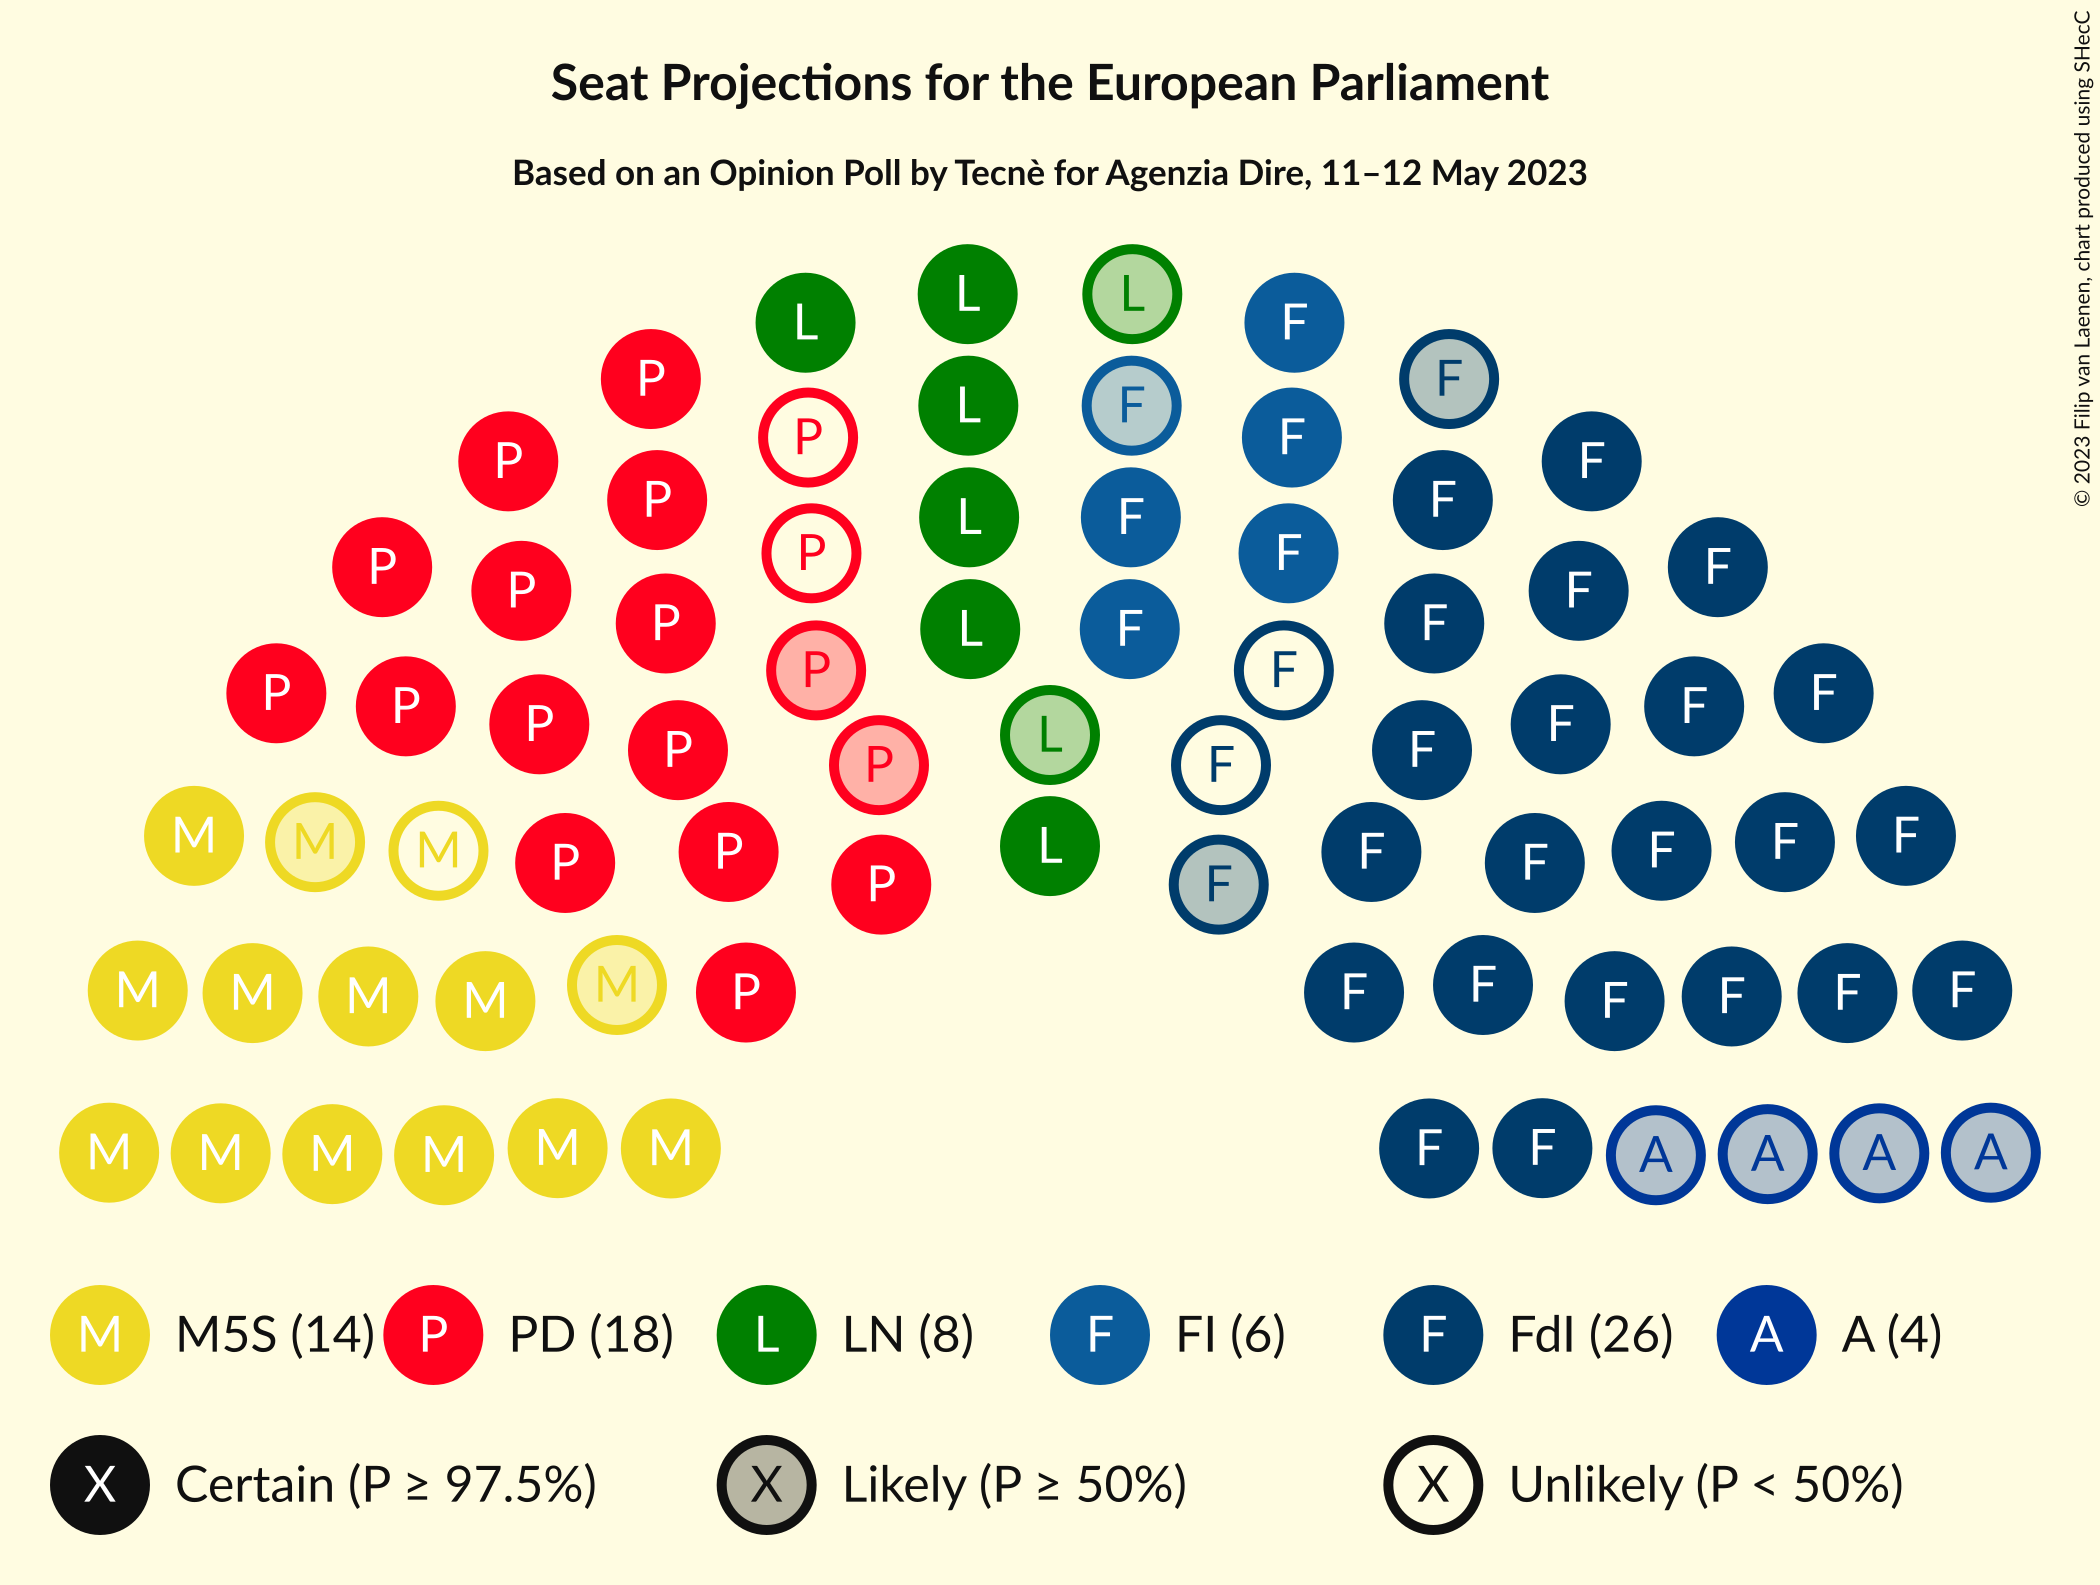 Seat Projections for the European Parliament
Based on an Opinion Poll by Tecnè for Agenzia Dire, 11–12 May 2023
© 2023 Filip van Laenen, chart produced using SHecC
L L
L F
P F
P L F
P P F F
P F
L F
P F
P P F F
P F
P F
L F
P F
P F
P P L F F F
P P F F
P P F F
L
P F
M M M P P P L F F F F F F
P F
M M M M M P F F F F F F
M M M M M M F F A A A A
M M5S (14) P PD (18) L LN (8) F FI (6) F FdI (26) A A (4)
X Certain (P ≥ 97.5%) X Likely (P ≥ 50%) X Unlikely (P < 50%)